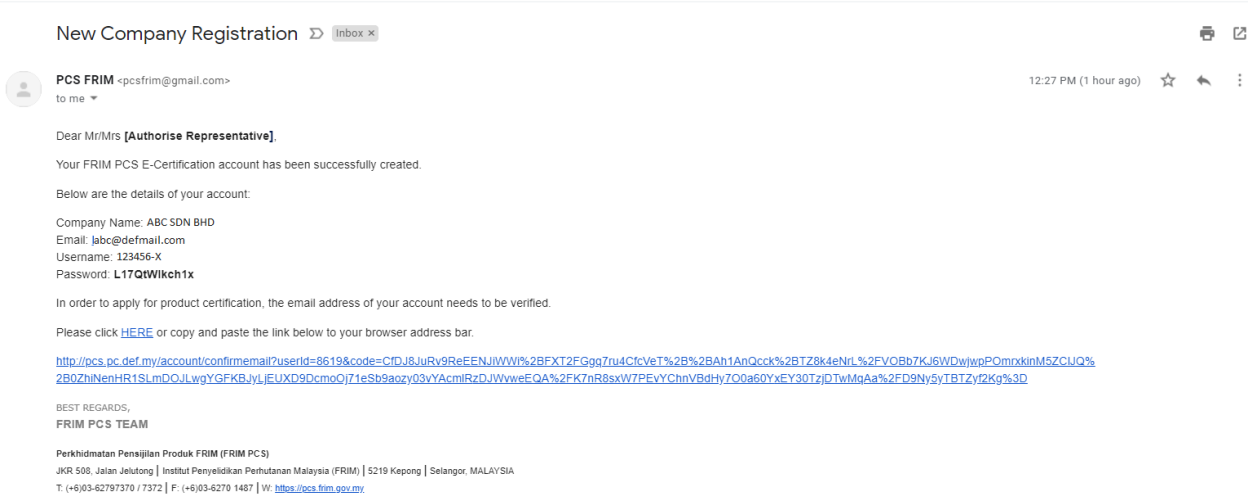 New Company Registration Inbox ×
PCS FRIM <pcsfrim@gmail.com> 12:27 PM (1 hour ago)
to me
Dear Mr/Mrs [Authorise Representative],
Your FRIM PCS E-Certification account has been successfully created.
Below are the details of your account:
Company Name: ABC SDN BHD
Email: abc@defmail.com
Username: 123456-X
Password: L17QtWlkch1x
In order to apply for product certification, the email address of your account needs to be verified.
Please click HERE or copy and paste the link below to your browser address bar.
http://pcs.pc.def.my/account/confirmemail?userId=8619&code=CfDJ8JuRv9ReEENJiWWi%2BFXT2FGgq7ru4CfcVeT%2B%2BAh1AnQcck%2BTZ8k4eNrL%2FVOBb7KJ6WDwjwpPOmrxkinM5ZCIJQ%
2B0ZhiNenHR1SLmDOJLwgYGFKBJyLjEUXD9DcmoOj71eSb9aozy03vYAcmlRzDJWvweEQA%2FK7nR8sxW7PEvYChnVBdHy7O0a60YxEY30TzjDTwMqAa%2FD9Ny5yTBTZyf2Kg%3D
BEST REGARDS,
FRIM PCS TEAM
Perkhidmatan Pensijilan Produk FRIM (FRIM PCS)
JKR 508, Jalan Jelutong | Institut Penyelidikan Perhutanan Malaysia (FRIM) | 5219 Kepong | Selangor, MALAYSIA
T: (+6)03-62797370 / 7372 | F: (+6)03-6270 1487 | W: https://pcs.frim.gov.my